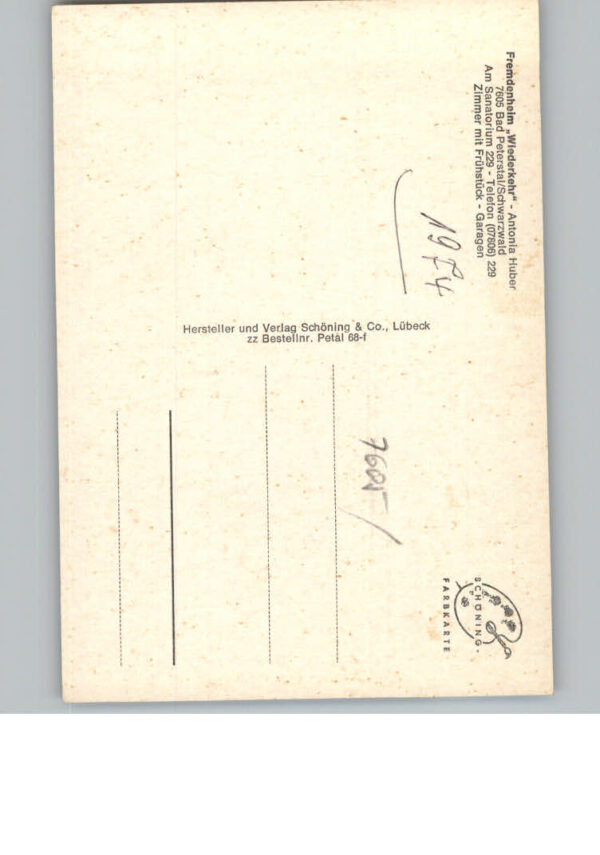 Fremdenheim „Wiederkehr“ - Antonia Huber
7605 Bad Peterstal/Schwarzwald
Am Sanatorium 229 - Telefon (07806) 229
Zimmer mit Frühstück - Garagen
1974
Hersteller und Verlag Schöning & Co., Lübeck
zz Bestellnr. Petal 68-f
7605/
SCHÖNING-
FARBKARTE